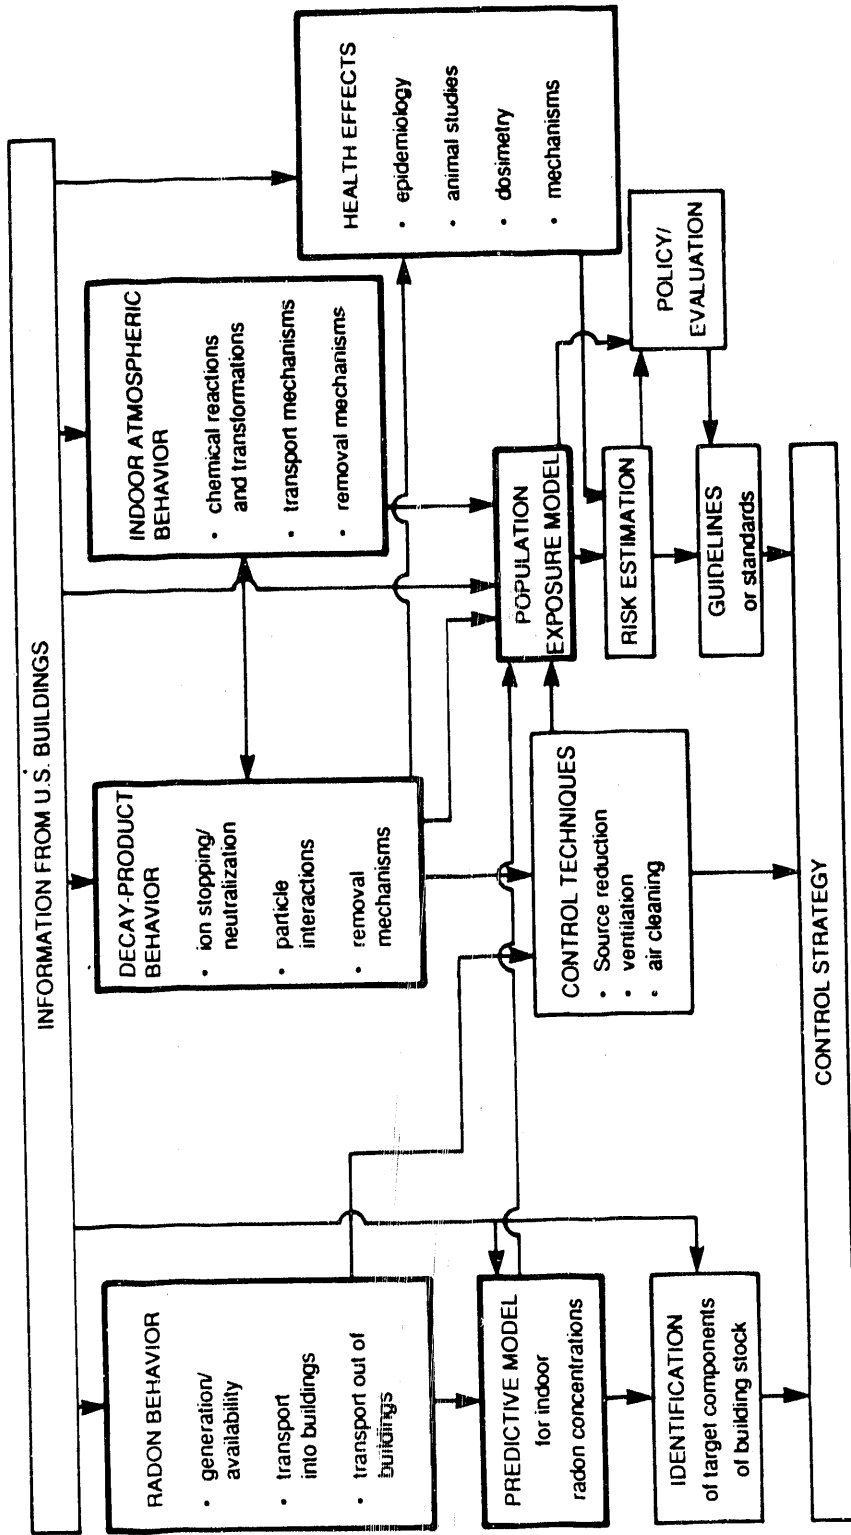 INFORMATION FROM U.S. BUILDINGS
RADON BEHAVIOR
• generation/
availability
• transport
into buildings
• transport out of
buildings
DECAY-PRODUCT
BEHAVIOR
• ion stopping/
neutralization
• particle
interactions
• removal
mechanisms
INDOOR ATMOSPHERIC
BEHAVIOR
• chemical reactions
and transformations
• transport mechanisms
• removal mechanisms
HEALTH EFFECTS
• epidemiology
• animal studies
• dosimetry
• mechanisms
PREDICTIVE MODEL
for indoor
radon concentrations
CONTROL TECHNIQUES
• Source reduction
• ventilation
• air cleaning
POPULATION
EXPOSURE MODEL
RISK ESTIMATION
POLICY/
EVALUATION
IDENTIFICATION
of target components
of building stock
GUIDELINES
or standards
CONTROL STRATEGY